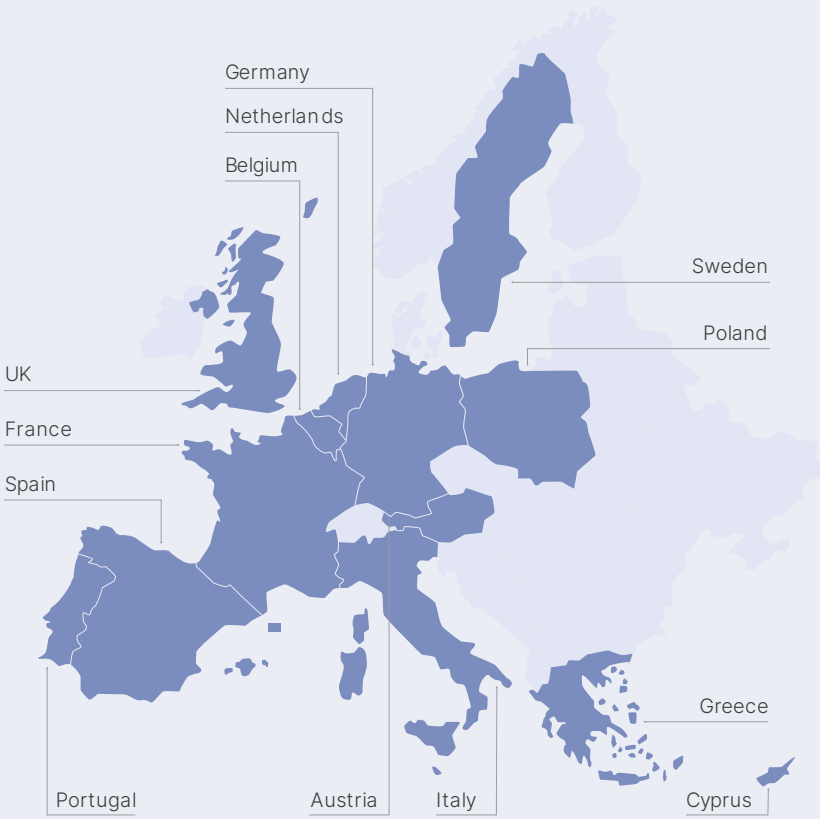 Germany
Netherlands
Belgium
Sweden
Poland
UK
France
Spain
Greece
Portugal
Austria
Italy
Cyprus